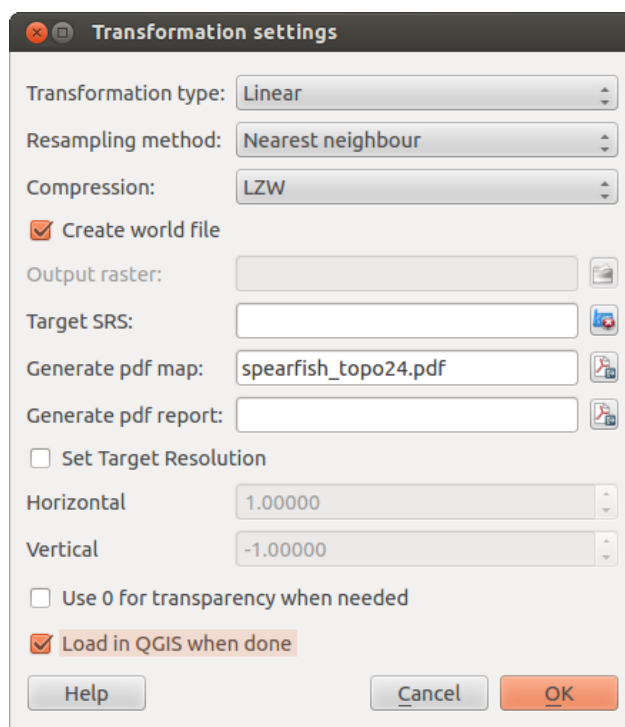 Transformation settings
Transformation type: Linear
Resampling method: Nearest neighbour
Compression: LZW
Create world file
Output raster:
Target SRS:
Generate pdf map: spearfish_topo24.pdf
Generate pdf report:
Set Target Resolution
Horizontal 1.00000
Vertical -1.00000
Use 0 for transparency when needed
Load in QGIS when done
Help Cancel OK